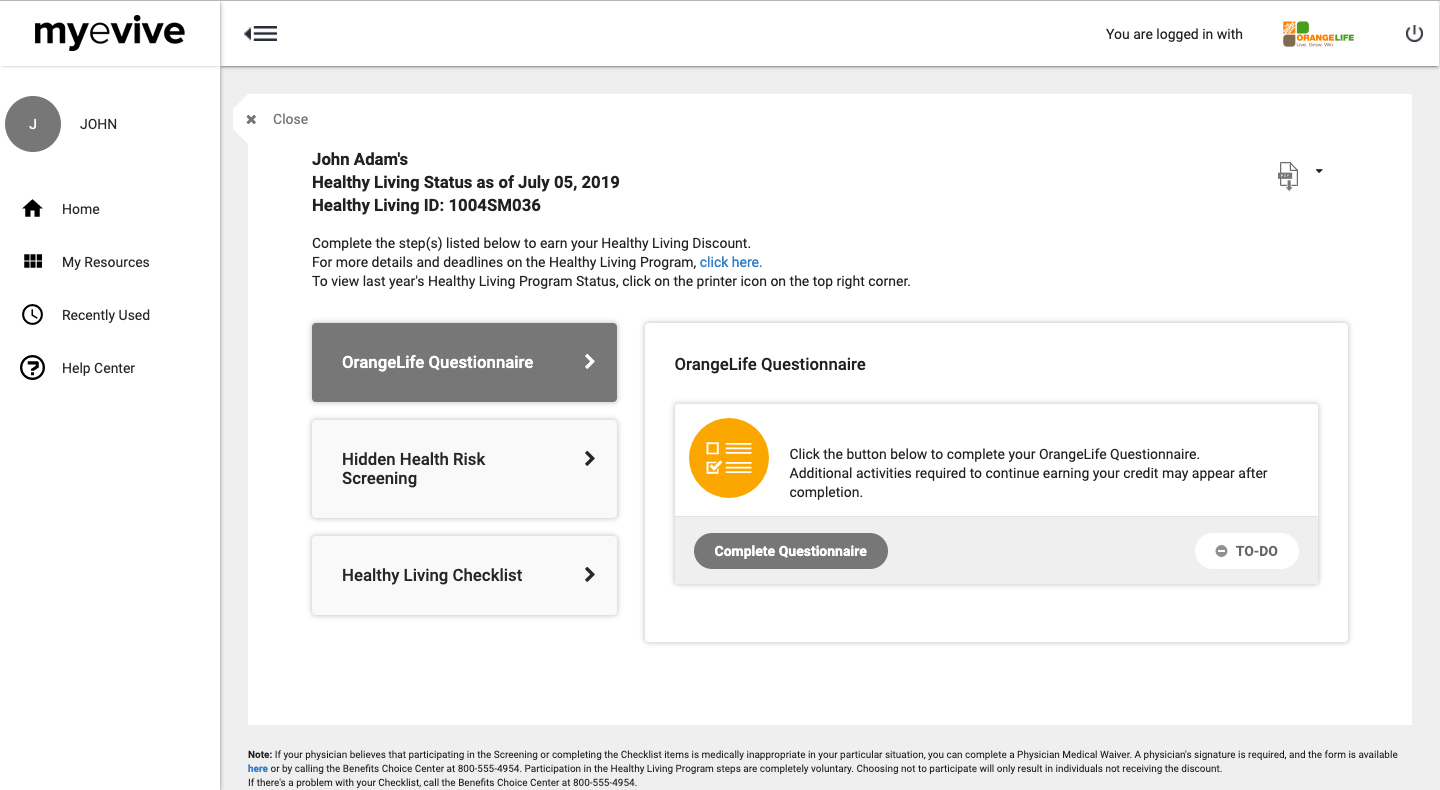 myevive
You are logged in with
ORANGELIFE
Live. Grow. Win.
J
JOHN
Home
My Resources
Recently Used
Help Center
Close
John Adam's
Healthy Living Status as of July 05, 2019
Healthy Living ID: 1004SM036
Complete the step(s) listed below to earn your Healthy Living Discount.
For more details and deadlines on the Healthy Living Program, click here.
To view last year's Healthy Living Program Status, click on the printer icon on the top right corner.
OrangeLife Questionnaire
Hidden Health Risk
Screening
Healthy Living Checklist
OrangeLife Questionnaire
Click the button below to complete your OrangeLife Questionnaire.
Additional activities required to continue earning your credit may appear after
completion.
Complete Questionnaire
TO-DO
Note: If your physician believes that participating in the Screening or completing the Checklist items is medically inappropriate in your particular situation, you can complete a Physician Medical Waiver. A physician's signature is required, and the form is available
here or by calling the Benefits Choice Center at 800-555-4954. Participation in the Healthy Living Program steps are completely voluntary. Choosing not to participate will only result in individuals not receiving the discount.
If there's a problem with your Checklist, call the Benefits Choice Center at 800-555-4954.